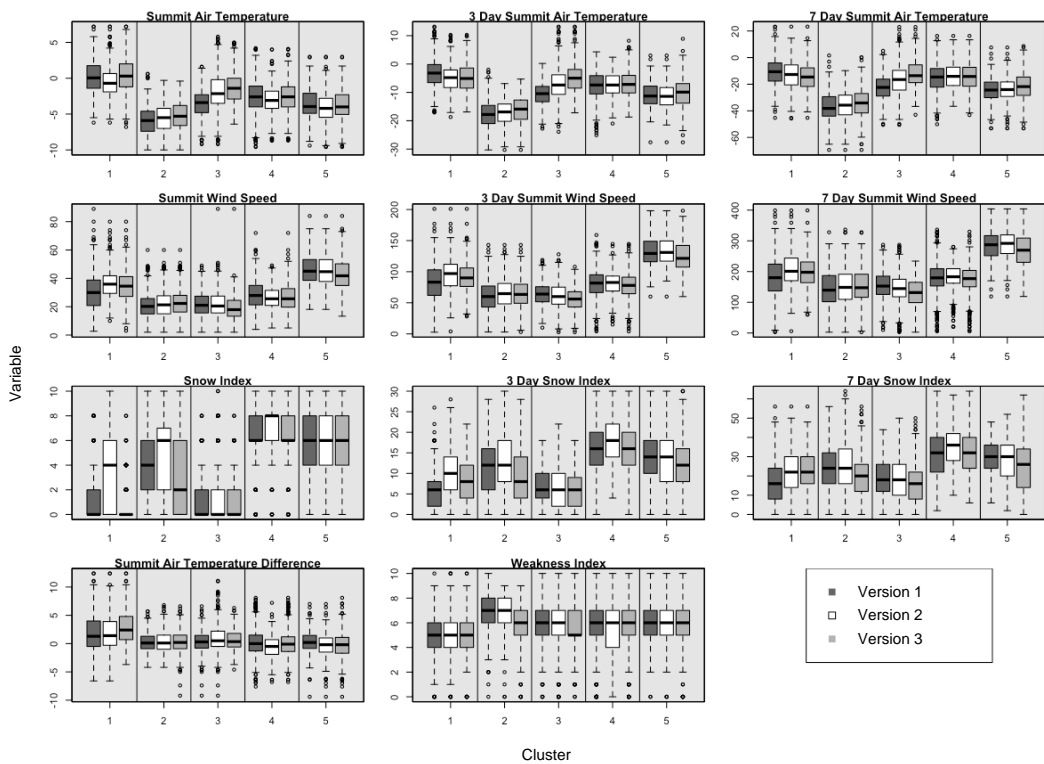 Summit Air Temperature
3 Day Summit Air Temperature
7 Day Summit Air Temperature
5
0
-5
-10
1 2 3 4 5
10
0
-10
-20
-30
1 2 3 4 5
20
0
-20
-60
1 2 3 4 5
Summit Wind Speed
3 Day Summit Wind Speed
7 Day Summit Wind Speed
80
60
40
20
0
1 2 3 4 5
200
150
100
50
0
1 2 3 4 5
400
300
200
100
0
1 2 3 4 5
Variable
Snow Index
3 Day Snow Index
7 Day Snow Index
10
8
6
4
2
0
1 2 3 4 5
30
25
20
15
10
5
0
1 2 3 4 5
50
30
10
0
1 2 3 4 5
Summit Air Temperature Difference
Weakness Index
10
5
0
-5
-10
1 2 3 4 5
10
8
6
4
2
0
1 2 3 4 5
Version 1
Version 2
Version 3
Cluster